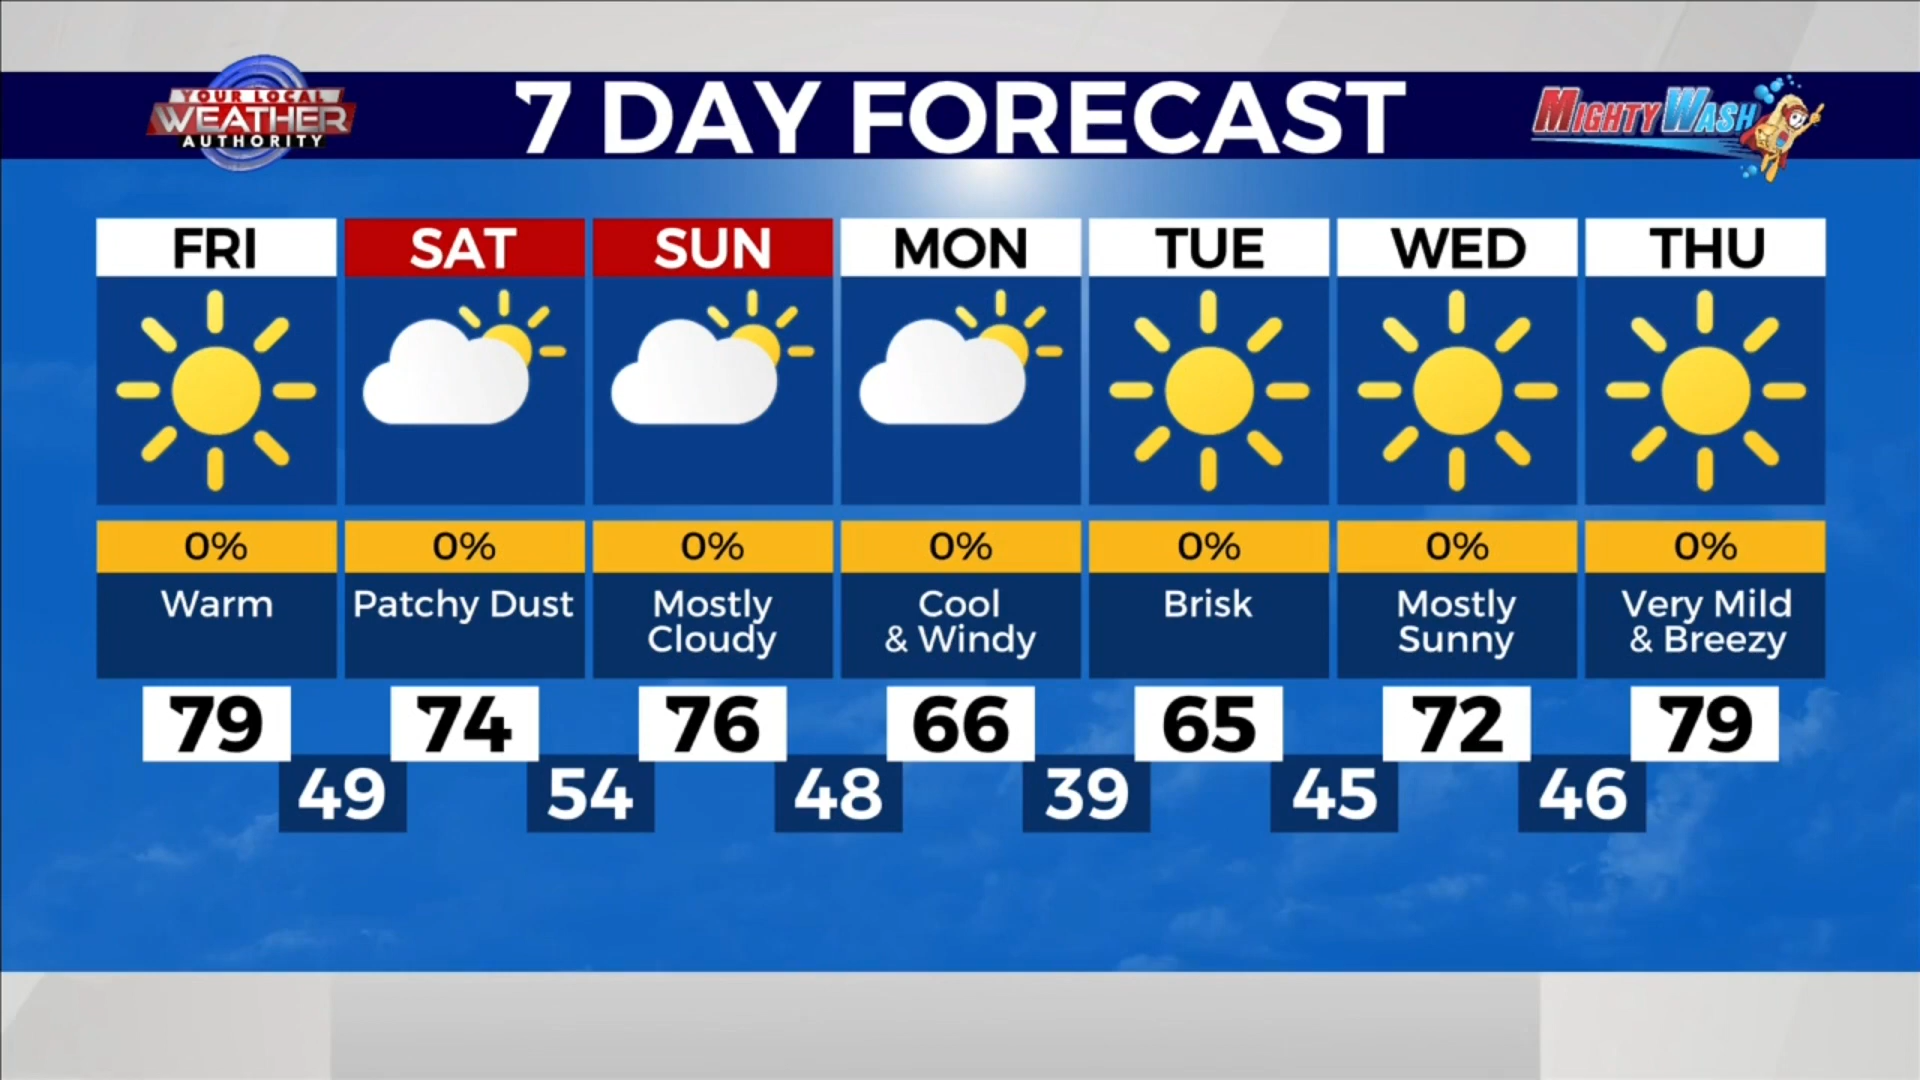 YOUR LOCAL
WEATHER
AUTHORITY
7 DAY FORECAST
MIGHTY WASH
FRI
SAT
SUN
MON
TUE
WED
THU
0%
0%
0%
0%
0%
0%
0%
Warm
Patchy Dust
Mostly
Cloudy
Cool
& Windy
Brisk
Mostly
Sunny
Very Mild
& Breezy
79
74
76
66
65
72
79
49
54
48
39
45
46